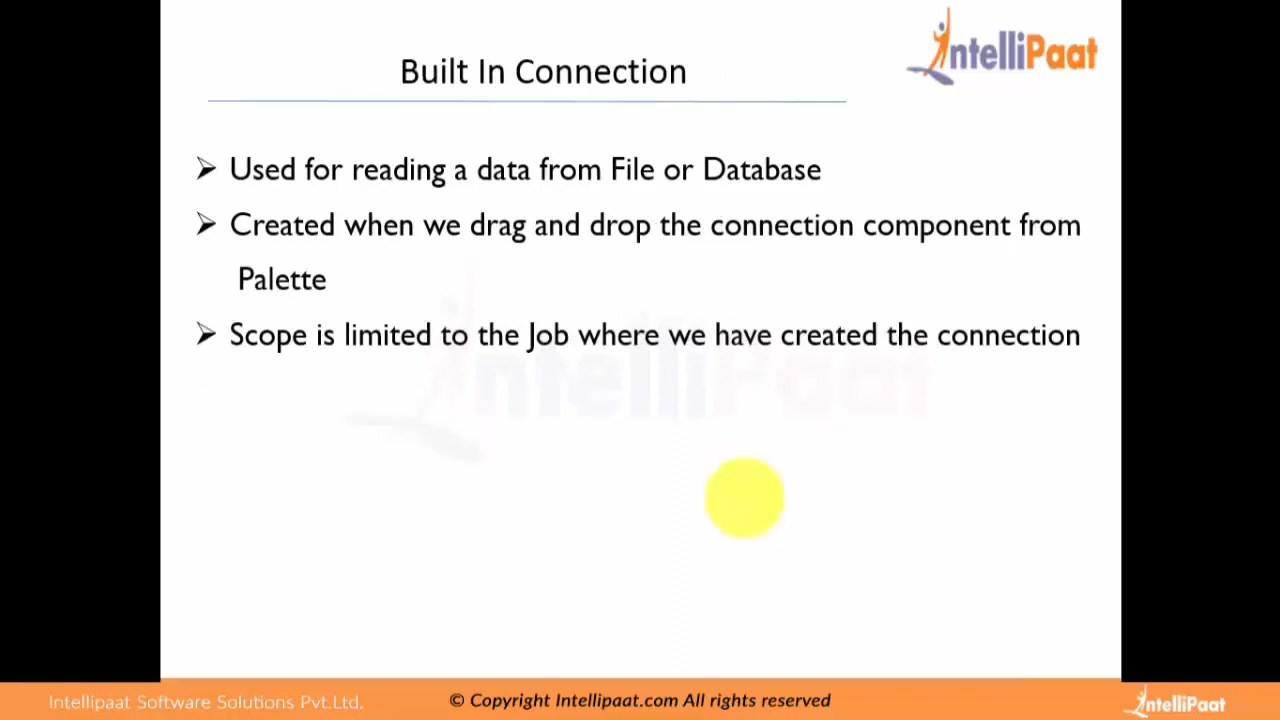 IntelliPaat
Built In Connection
➢ Used for reading a data from File or Database
➢ Created when we drag and drop the connection component from
Palette
➢ Scope is limited to the Job where we have created the connection
IntelliPaat
Intellipaat Software Solutions Pvt.Ltd.
© Copyright Intellipaat.com All rights reserved
IntelliPaat